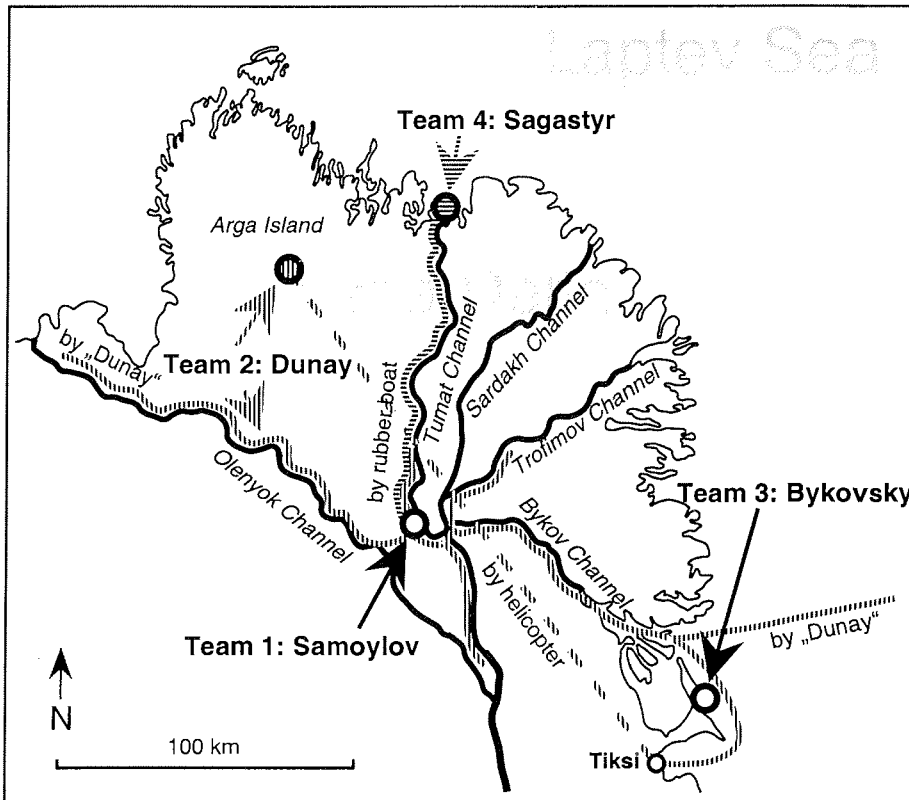 Laptev Sea
Team 4: Sagastyr
Arga Island
by „Dunay“
Team 2: Dunay
by rubber boat
Tumat Channel
Sardakh Channel
Trofimov Channel
Olenyok Channel
Team 3: Bykovsky
Bykov Channel
by helicopter
Team 1: Samoylov
by „Dunay“
N
100 km
Tiksi